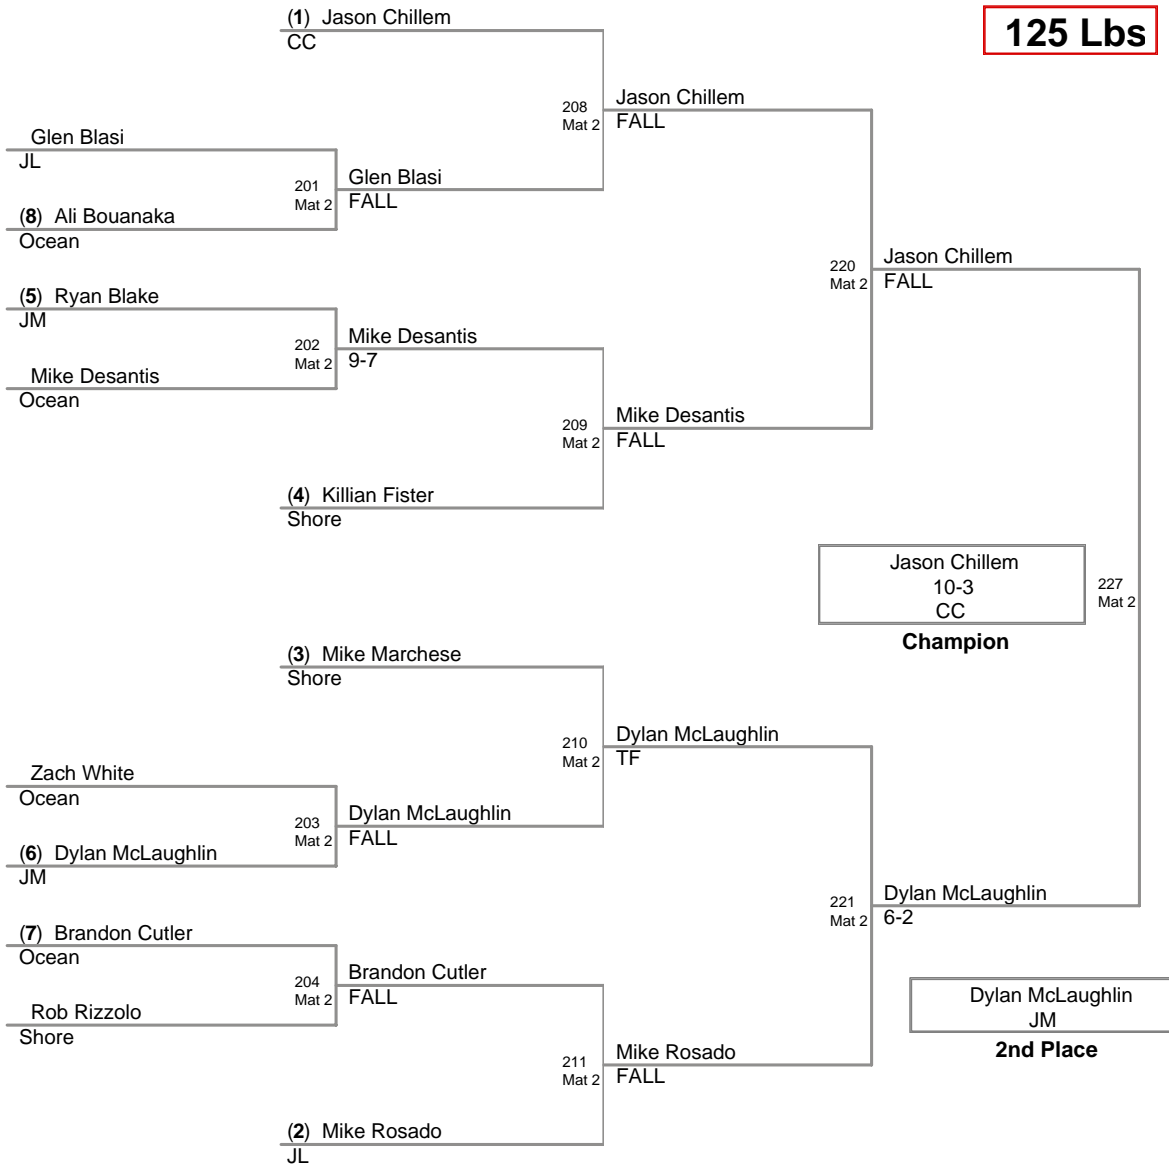 (1) Jason Chillem
CC
125 Lbs
208
Mat 2
Jason Chillem
FALL
Glen Blasi
JL
201
Mat 2
Glen Blasi
FALL
(8) Ali Bouanaka
Ocean
220
Mat 2
Jason Chillem
FALL
(5) Ryan Blake
JM
202
Mat 2
Mike Desantis
9-7
Mike Desantis
Ocean
209
Mat 2
Mike Desantis
FALL
(4) Killian Fister
Shore
Jason Chillem
10-3
CC
Champion
227
Mat 2
(3) Mike Marchese
Shore
210
Mat 2
Dylan McLaughlin
TF
Zach White
Ocean
203
Mat 2
Dylan McLaughlin
FALL
(6) Dylan McLaughlin
JM
221
Mat 2
Dylan McLaughlin
6-2
(7) Brandon Cutler
Ocean
204
Mat 2
Brandon Cutler
FALL
Rob Rizzolo
Shore
Dylan McLaughlin
JM
2nd Place
211
Mat 2
Mike Rosado
FALL
(2) Mike Rosado
JL